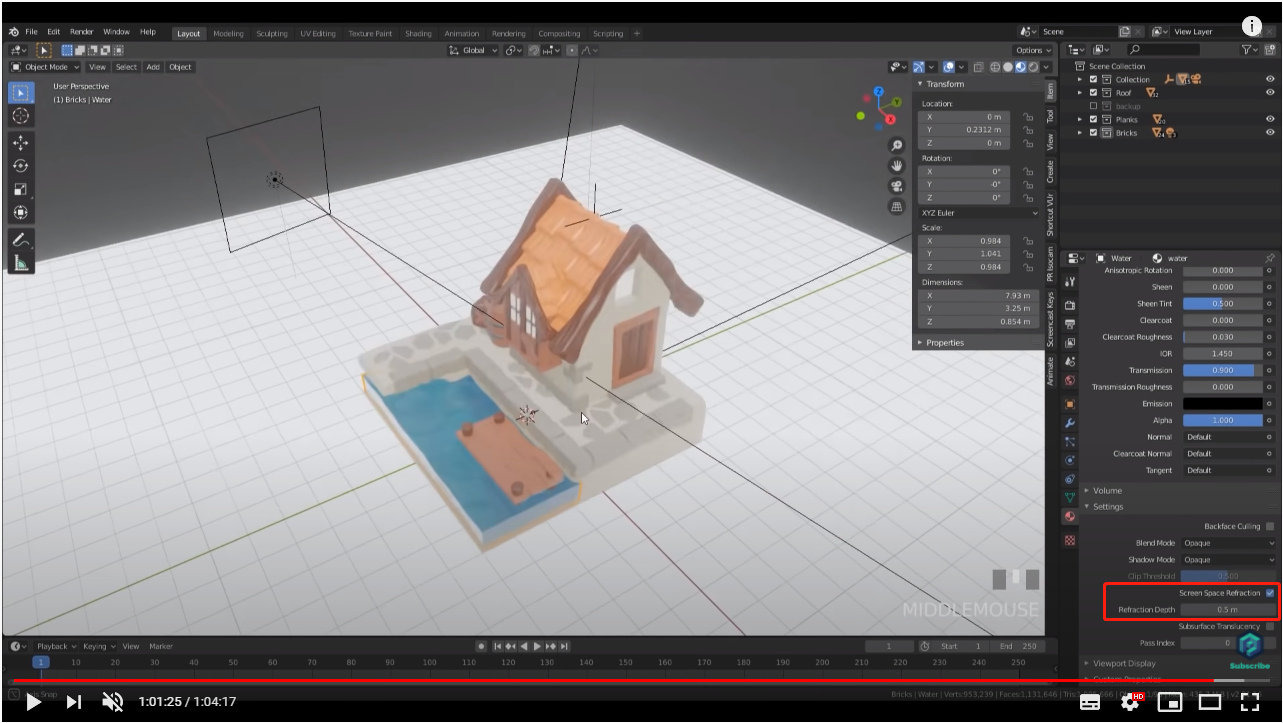 File Edit Render Window Help Layout Modeling Sculpting UV Editing Texture Paint Shading Animation Rendering Compositing Scripting + Scene View Layer
Global Options
Object Mode View Select Add Object
User Perspective
(1) Bricks | Water
Z
Y
X
Transform
Location:
X 0 m
Y 0.2312 m
Z 0 m
Rotation:
X 0°
Y -0°
Z 0°
XYZ Euler
Scale:
X 0.984
Y 1.041
Z 0.984
Dimensions:
X 7.93 m
Y 3.25 m
Z 0.854 m
Properties
Item
Tool
View
Create
Shortcut VUr
PR Isocam
Screencast Keys
Animate
Scene Collection
Collection
Roof
backup
Planks
Bricks
Water water
Anisotropic Rotation 0.000
Sheen 0.000
Sheen Tint 0.500
Clearcoat 0.000
Clearcoat Roughness 0.030
IOR 1.450
Transmission 0.900
Transmission Roughness 0.000
Emission
Alpha 1.000
Normal Default
Clearcoat Normal Default
Tangent Default
Volume
Settings
Backface Culling
Blend Mode Opaque
Shadow Mode Opaque
Clip Threshold 0.500
Screen Space Refraction
Refraction Depth 0.5 m
Subsurface Translucency
Pass Index 0
Subscribe
Viewport Display
Custom Properties
MIDDLEMOUSE
Playback Keying View Marker 1 Start 1 End 250
1 10 20 30 40 50 60 70 80 90 100 110 120 130 140 150 160 170 180 190 200 210 220 230 240 250
Axis Snap
Bricks | Water | Verts:953,239 | Faces:1,131,646
1:01:25 / 1:04:17
HD